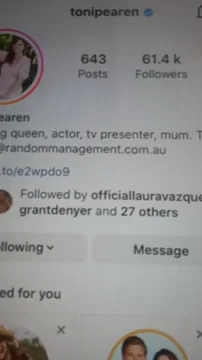 tonipearen
643
61.4 k
Posts
Followers
earen
g queen, actor, tv presenter, mum. T
@randommanagement.com.au
.to/e2wpdo9
Followed by officiallauravazque
grantdenyer and 27 others
llowing
Message
ed for you